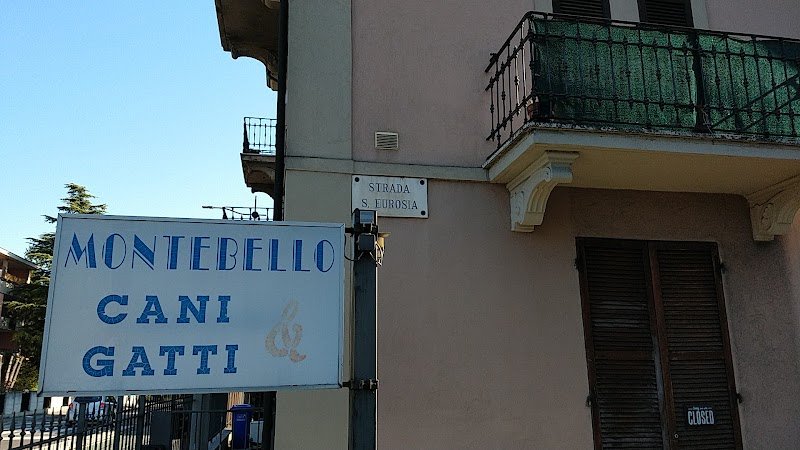 STRADA
S. EUROSIA
MONTEBELLO
CANI
GATTI &
CLOSED